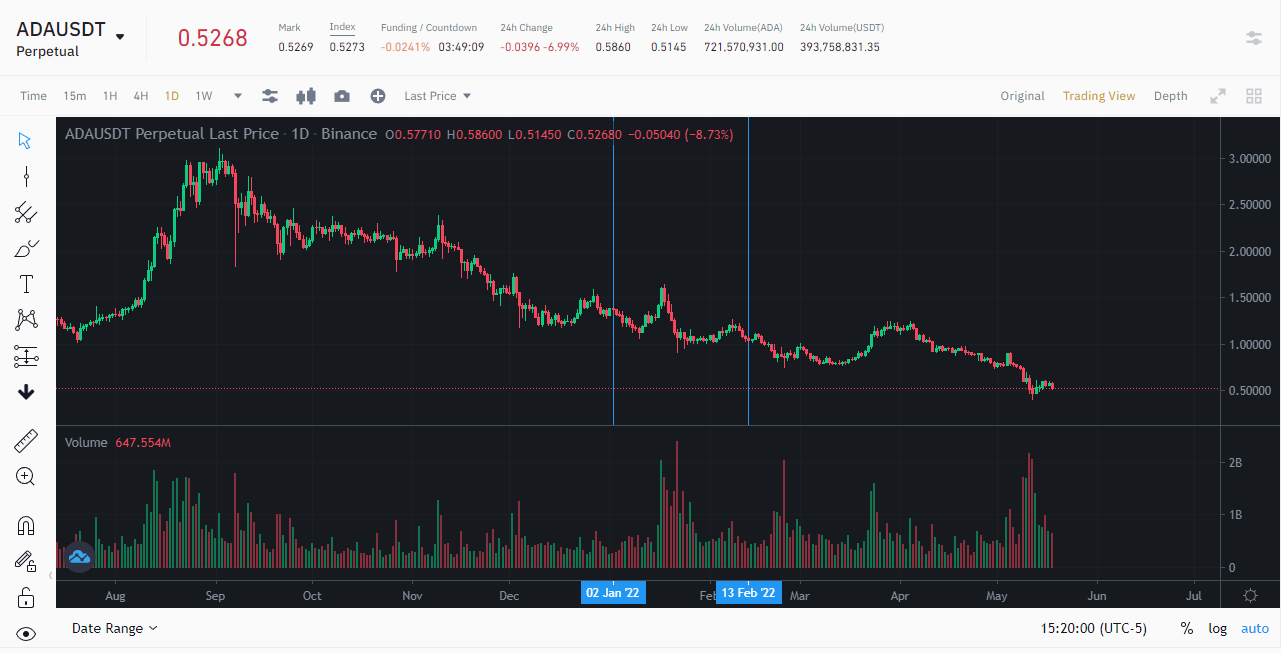 ADAUSDT
Perpetual
0.5268
Mark
0.5269
Index
0.5273
Funding / Countdown
-0.0241% 03:49:09
24h Change
-0.0396 -6.99%
24h High
0.5860
24h Low
0.5145
24h Volume(ADA)
721,570,931.00
24h Volume(USDT)
393,758,831.35
Time 15m 1H 4H 1D 1W Last Price Original Trading View Depth
ADAUSDT Perpetual Last Price · 1D · Binance O0.57710 H0.58600 L0.51450 C0.52680 −0.05040 (−8.73%)
3.00000
2.50000
2.00000
1.50000
1.00000
0.50000
Volume 647.554M
2B
1B
0
Aug Sep Oct Nov Dec 02 Jan '22 Fel 13 Feb '22 Mar Apr May Jun Jul
Date Range 15:20:00 (UTC-5) % log auto